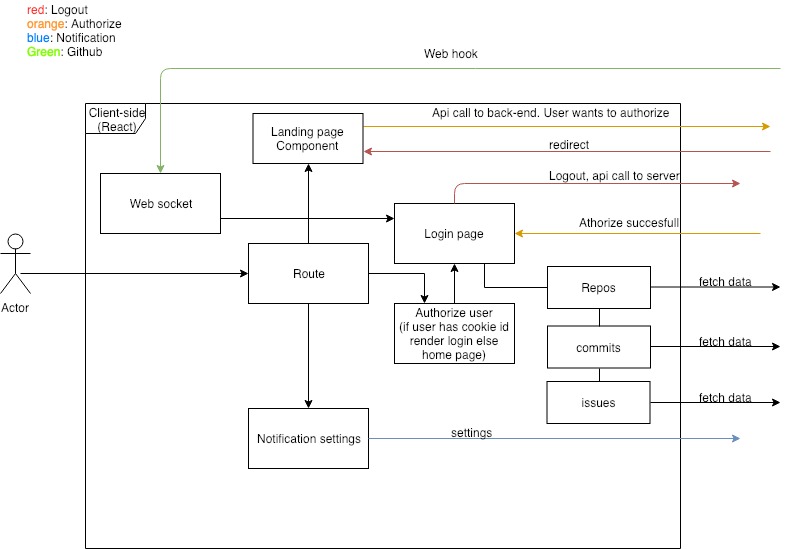 red: Logout
orange: Authorize
blue: Notification
Green: Github
Web hook
Client-side
(React)
Api call to back-end. User wants to authorize
Landing page
Component
redirect
Logout, api call to server
Web socket
Athorize succesfull
Login page
Route
Actor
Repos
fetch data
Authorize user
(if user has cookie id
render login else
home page)
commits
fetch data
issues
fetch data
Notification settings
settings